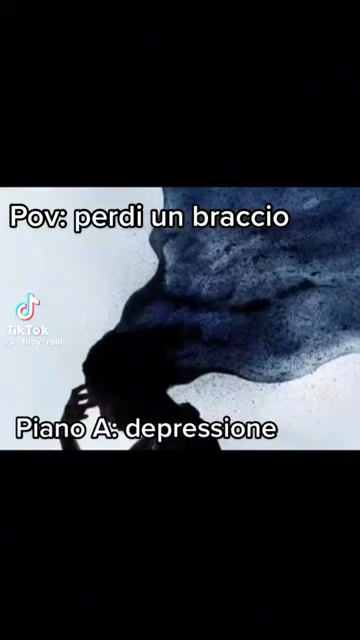 Pov: perdi un braccio
TikTok
Piano A: depressione